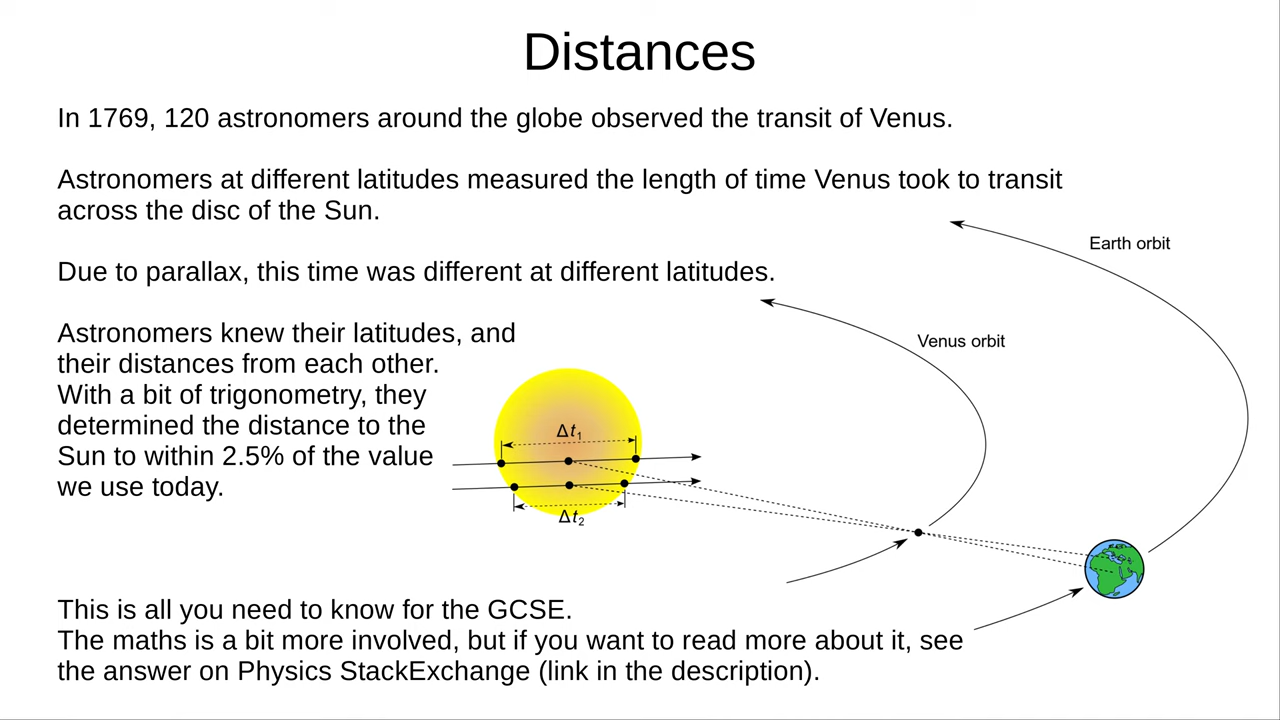 Distances
In 1769, 120 astronomers around the globe observed the transit of Venus.
Astronomers at different latitudes measured the length of time Venus took to transit
across the disc of the Sun.
Earth orbit
Due to parallax, this time was different at different latitudes.
Venus orbit
Astronomers knew their latitudes, and
their distances from each other.
With a bit of trigonometry, they
determined the distance to the
Sun to within 2.5% of the value
we use today.
Δt₁
Δt₂
This is all you need to know for the GCSE.
The maths is a bit more involved, but if you want to read more about it, see
the answer on Physics StackExchange (link in the description).